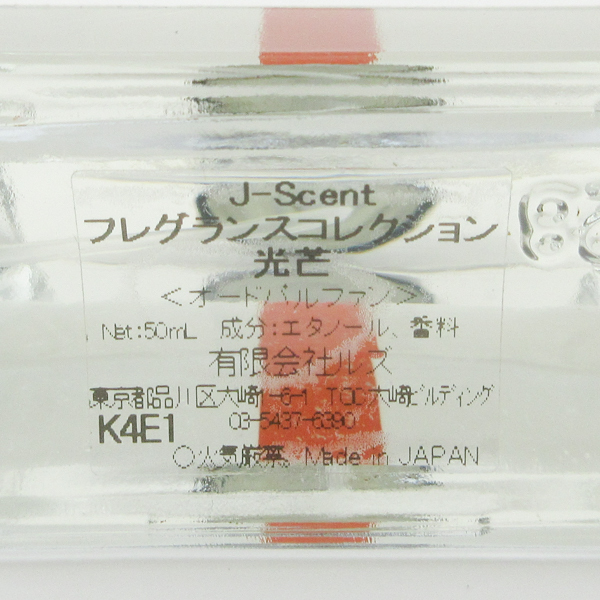 J-Scent
フレグランスコレクション
光芒
＜オードパルファン＞
Net:50mL 成分:エタノール、香料
有限会社ルズ
東京都品川区大崎1-6-1 TOC大崎ビルディング
03-5437-6390
K4E1
○火気厳禁。Made in JAPAN